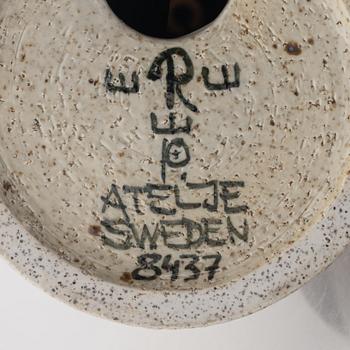 E R E
E
P.
ATELJE
SWEDEN
8437